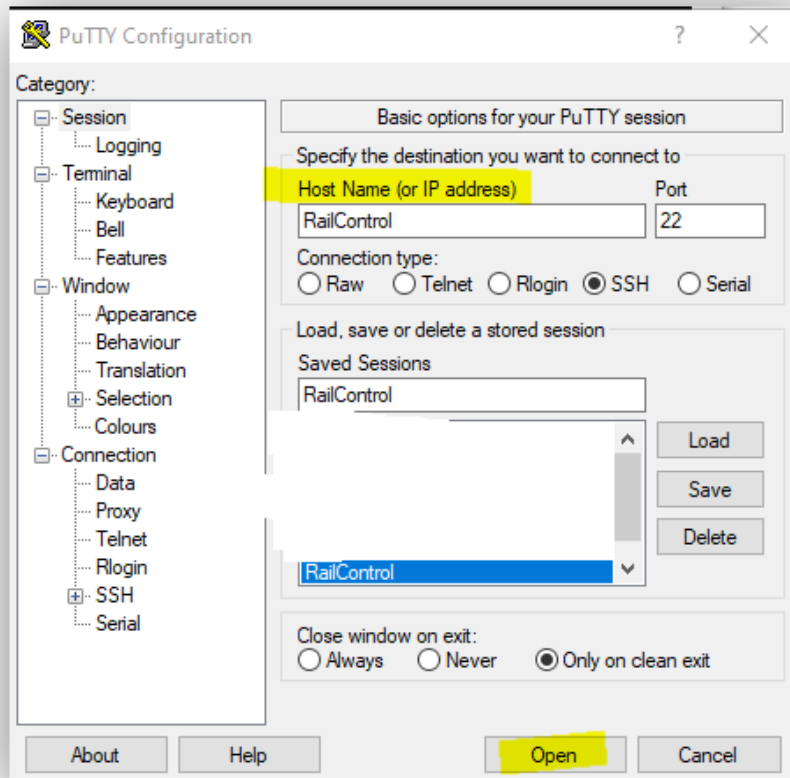 PuTTY Configuration
?
Category:
Session
Logging
Terminal
Keyboard
Bell
Features
Window
Appearance
Behaviour
Translation
Selection
Colours
Connection
Data
Proxy
Telnet
Rlogin
SSH
Serial
Basic options for your PuTTY session
Specify the destination you want to connect to
Host Name (or IP address) Port
RailControl 22
Connection type:
Raw Telnet Rlogin SSH Serial
Load, save or delete a stored session
Saved Sessions
RailControl
Load
Save
Delete
RailControl
Close window on exit:
Always Never Only on clean exit
About Help Open Cancel